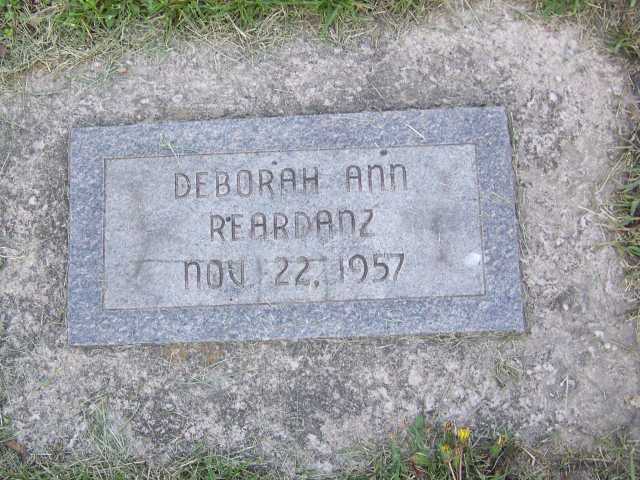 DEBORAH ANN
REARDANZ
NOV 22, 1957